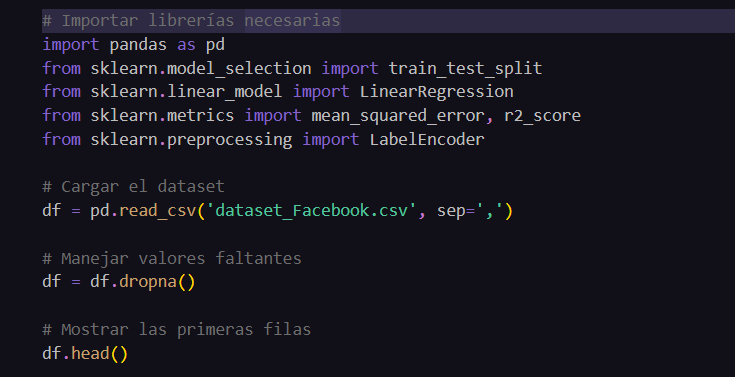 # Importar librerías necesarias
import pandas as pd
from sklearn.model_selection import train_test_split
from sklearn.linear_model import LinearRegression
from sklearn.metrics import mean_squared_error, r2_score
from sklearn.preprocessing import LabelEncoder
# Cargar el dataset
df = pd.read_csv('dataset_Facebook.csv', sep=',')
# Manejar valores faltantes
df = df.dropna()
# Mostrar las primeras filas
df.head()